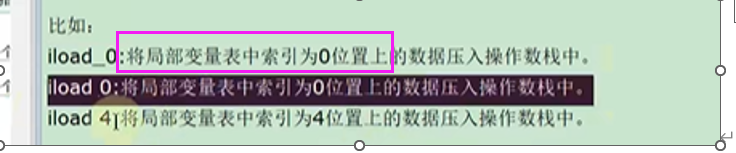 比如：
iload_0:将局部变量表中索引为0位置上的数据压入操作数栈中。
iload 0:将局部变量表中索引为0位置上的数据压入操作数栈中。
iload 4:将局部变量表中索引为4位置上的数据压入操作数栈中。